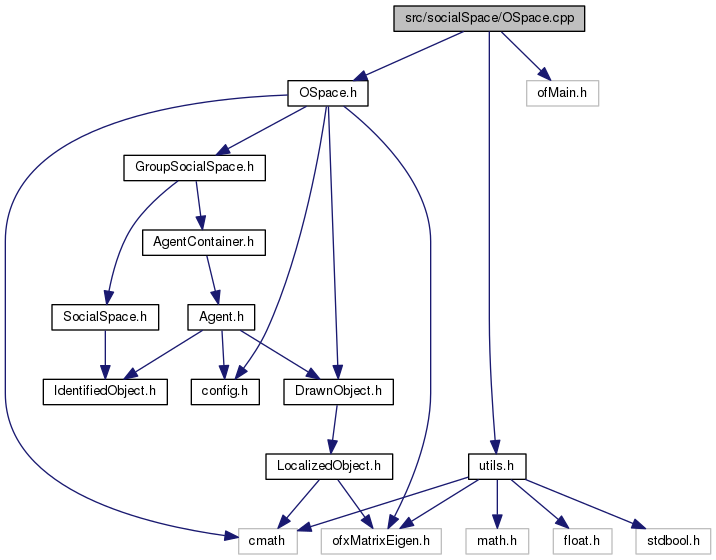 src/socialSpace/OSpace.cpp
OSpace.h
ofMain.h
GroupSocialSpace.h
AgentContainer.h
SocialSpace.h
Agent.h
IdentifiedObject.h
config.h
DrawnObject.h
LocalizedObject.h
utils.h
cmath
ofxMatrixEigen.h
math.h
float.h
stdbool.h